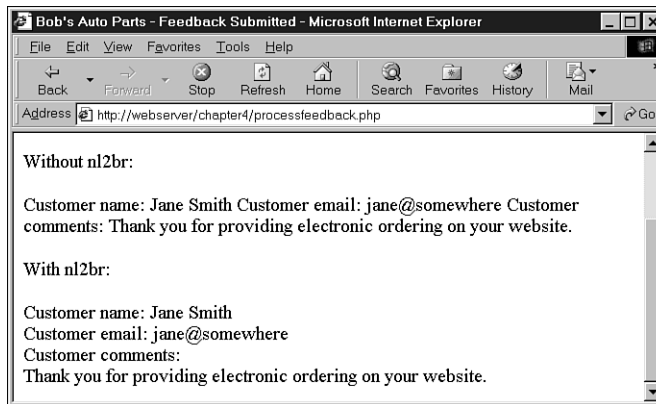 Bob's Auto Parts - Feedback Submitted - Microsoft Internet Explorer
File Edit View Favorites Tools Help
Back Forward Stop Refresh Home Search Favorites History Mail
Address http://webserver/chapter4/processfeedback.php Go
Without nl2br:
Customer name: Jane Smith Customer email: jane@somewhere Customer
comments: Thank you for providing electronic ordering on your website.
With nl2br:
Customer name: Jane Smith
Customer email: jane@somewhere
Customer comments:
Thank you for providing electronic ordering on your website.